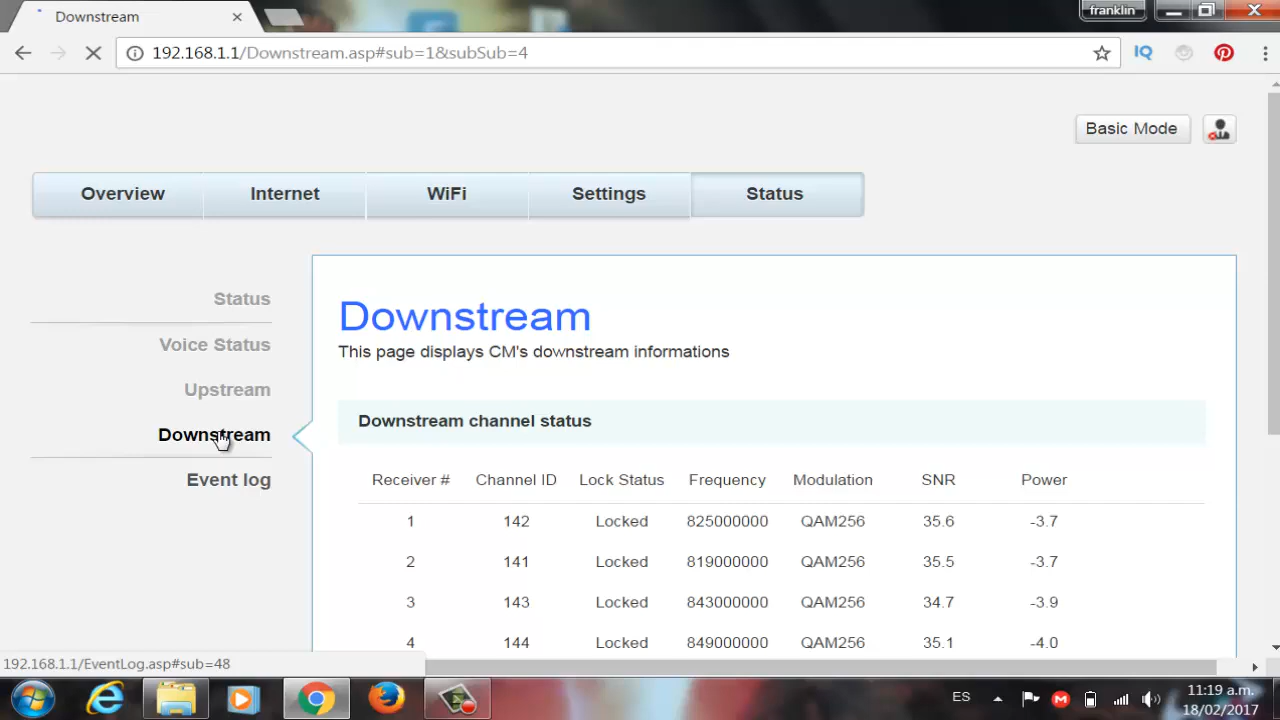 Downstream
franklin
192.168.1.1/Downstream.asp#sub=1&subSub=4
IQ
Basic Mode
Overview Internet WiFi Settings Status
Status
Voice Status
Upstream
Downstream
Event log
Downstream
This page displays CM's downstream informations
Downstream channel status
Receiver # Channel ID Lock Status Frequency Modulation SNR Power
1 142 Locked 825000000 QAM256 35.6 -3.7
2 141 Locked 819000000 QAM256 35.5 -3.7
3 143 Locked 843000000 QAM256 34.7 -3.9
4 144 Locked 849000000 QAM256 35.1 -4.0
192.168.1.1/EventLog.asp#sub=48
ES
11:19 a.m.
18/02/2017